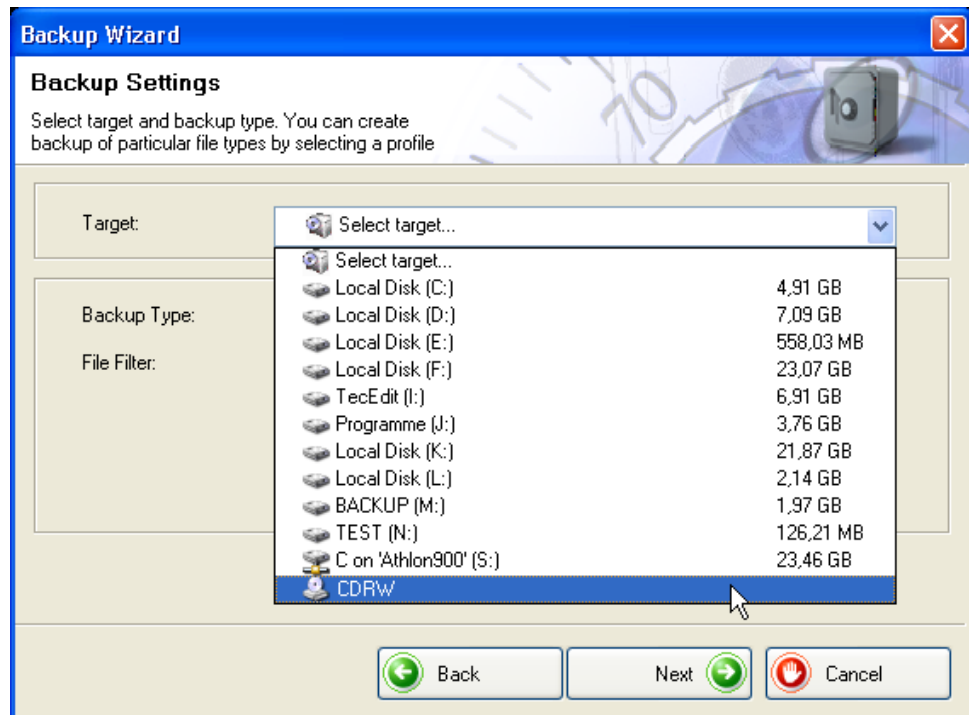 Backup Wizard
Backup Settings
Select target and backup type. You can create
backup of particular file types by selecting a profile
70
Target:
Select target...
Select target...
Local Disk (C:) 4,91 GB
Local Disk (D:) 7,09 GB
Local Disk (E:) 558,03 MB
Local Disk (F:) 23,07 GB
TecEdit (I:) 6,91 GB
Programme (J:) 3,76 GB
Local Disk (K:) 21,87 GB
Local Disk (L:) 2,14 GB
BACKUP (M:) 1,97 GB
TEST (N:) 126,21 MB
C on 'Athlon900' (S:) 23,46 GB
CDRW
Backup Type:
File Filter:
Back Next Cancel